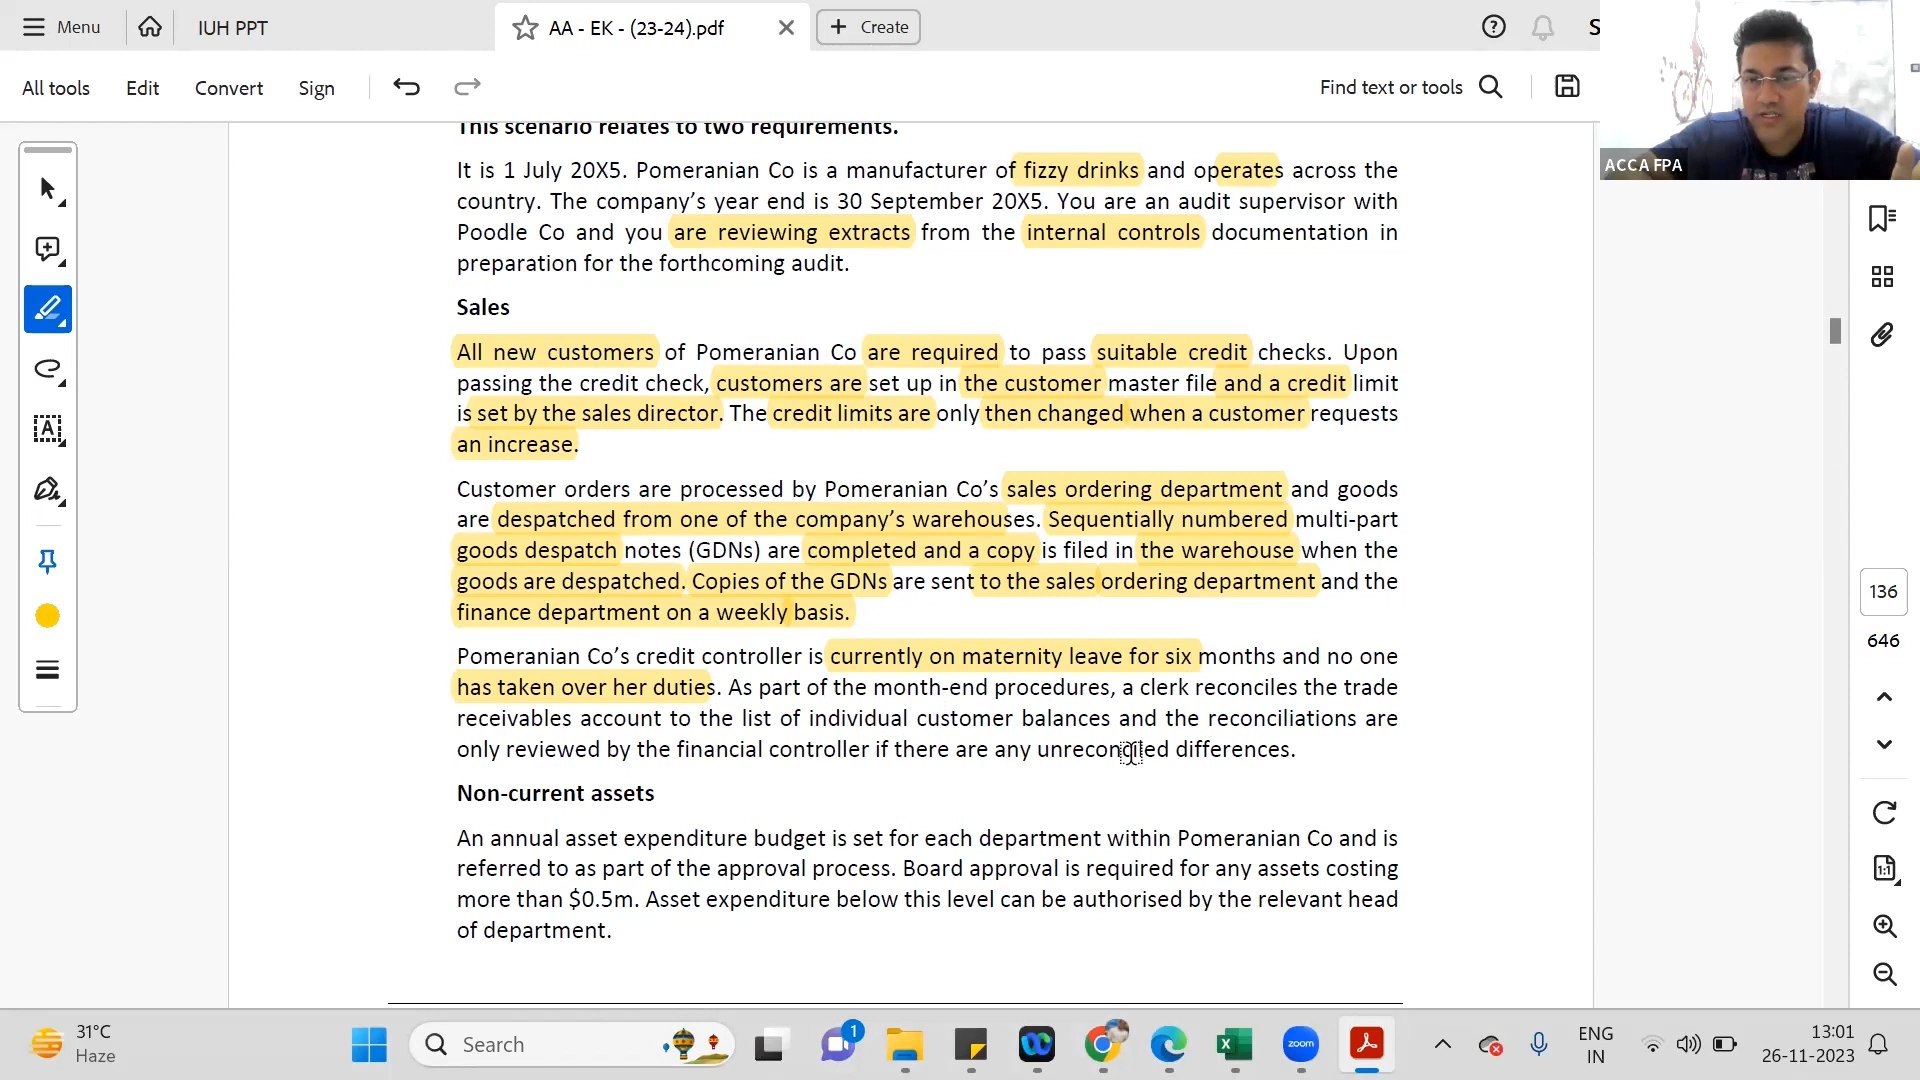 Menu
IUH PPT
AA - EK - (23-24).pdf
Create
All tools
Edit
Convert
Sign
Find text or tools
ACCA FPA
This scenario relates to two requirements.
It is 1 July 20X5. Pomeranian Co is a manufacturer of fizzy drinks and operates across the
country. The company's year end is 30 September 20X5. You are an audit supervisor with
Poodle Co and you are reviewing extracts from the internal controls documentation in
preparation for the forthcoming audit.
Sales
All new customers of Pomeranian Co are required to pass suitable credit checks. Upon
passing the credit check, customers are set up in the customer master file and a credit limit
is set by the sales director. The credit limits are only then changed when a customer requests
an increase.
Customer orders are processed by Pomeranian Co's sales ordering department and goods
are despatched from one of the company's warehouses. Sequentially numbered multi-part
goods despatch notes (GDNs) are completed and a copy is filed in the warehouse when the
goods are despatched. Copies of the GDNs are sent to the sales ordering department and the
finance department on a weekly basis.
Pomeranian Co's credit controller is currently on maternity leave for six months and no one
has taken over her duties. As part of the month-end procedures, a clerk reconciles the trade
receivables account to the list of individual customer balances and the reconciliations are
only reviewed by the financial controller if there are any unreconciled differences.
Non-current assets
An annual asset expenditure budget is set for each department within Pomeranian Co and is
referred to as part of the approval process. Board approval is required for any assets costing
more than $0.5m. Asset expenditure below this level can be authorised by the relevant head
of department.
136
646
1:1
31°C
Haze
Search
1
zoom
ENG
IN
13:01
26-11-2023